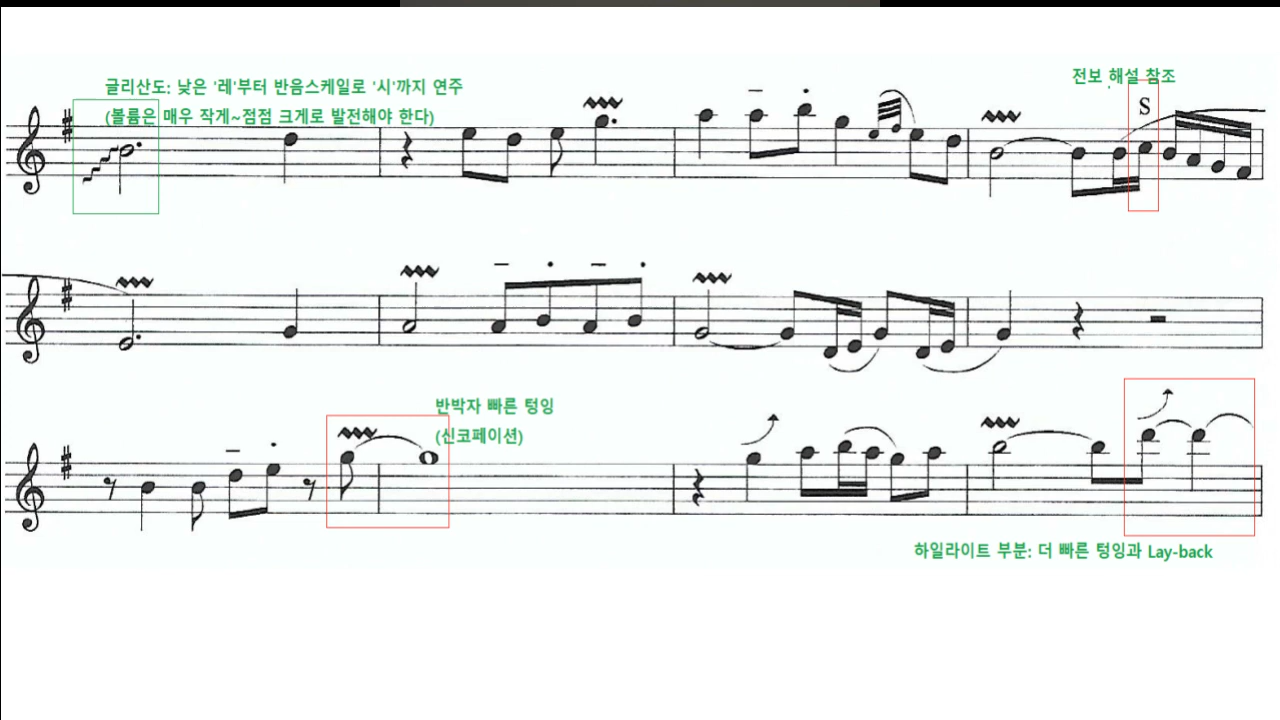 글리산도: 낮은 '레'부터 반음스케일로 '시'까지 연주
(볼륨은 매우 작게~점점 크게로 발전해야 한다)
전보 해설 참조
S
반박자 빠른 텅잉
(신코페이션)
하일라이트 부분: 더 빠른 텅잉과 Lay-back